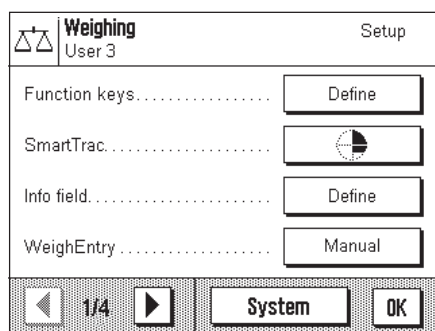 Weighing Setup
User 3
Function keys.................. Define
SmartTrac......................
Info field....................... Define
WeighEntry ................... Manual
1/4 System OK